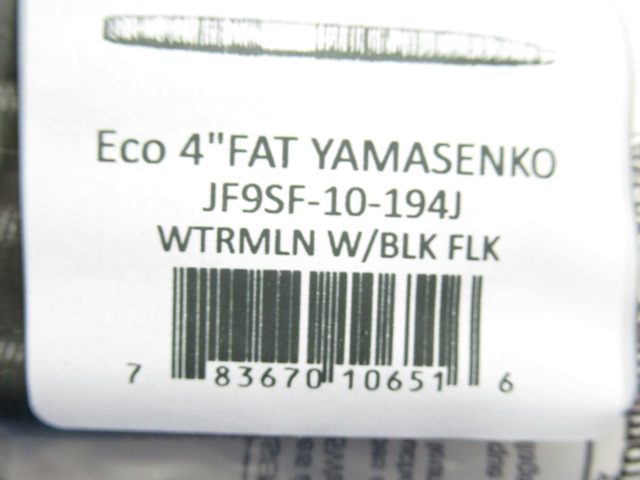 Eco 4"FAT YAMASENKO
JF9SF-10-194J
WTRMLN W/BLK FLK
7 83670 10651 6